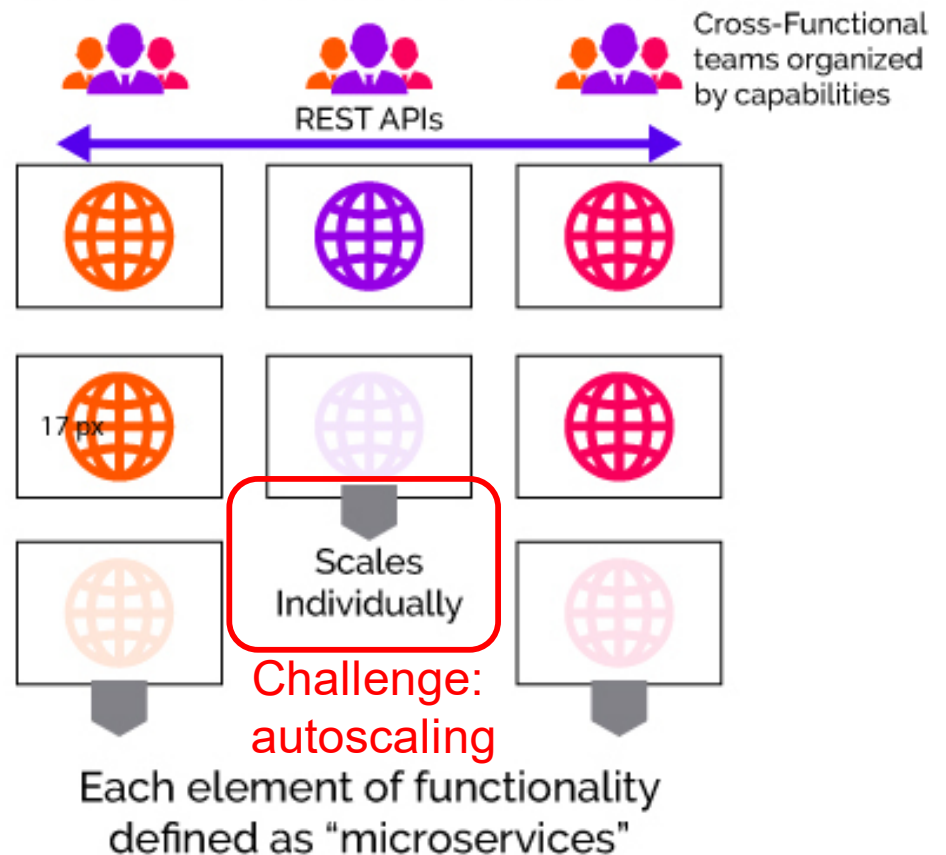 Cross-Functional
teams organized
by capabilities
REST APIs
17 px
Scales
Individually
Challenge:
autoscaling
Each element of functionality
defined as “microservices”